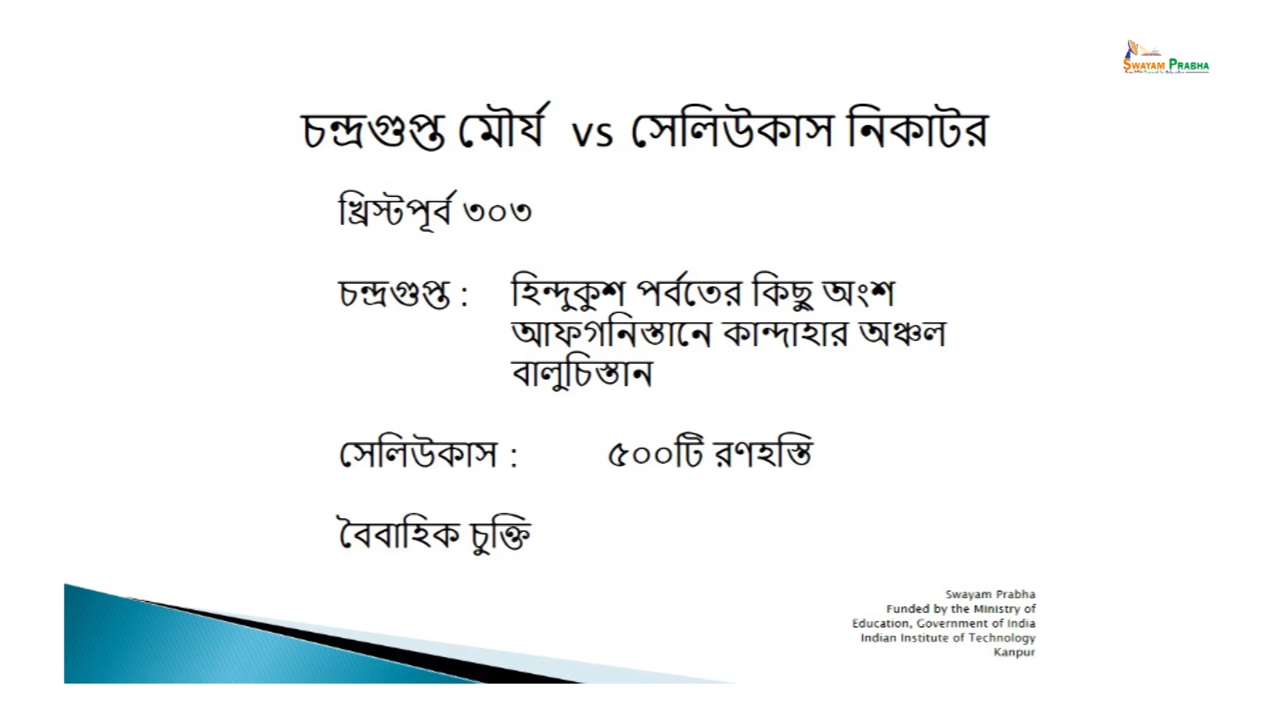 SWAYAM PRABHA
চন্দ্রগুপ্ত মৌর্য vs সেলিউকাস নিকাটর
খ্রিস্টপূর্ব ৩০৩
চন্দ্রগুপ্ত : হিন্দুকুশ পর্বতের কিছু অংশ
আফগনিস্তানে কান্দাহার অঞ্চল
বালুচিস্তান
সেলিউকাস : ৫০০টি রণহস্তি
বৈবাহিক চুক্তি
Swayam Prabha
Funded by the Ministry of
Education, Government of India
Indian Institute of Technology
Kanpur